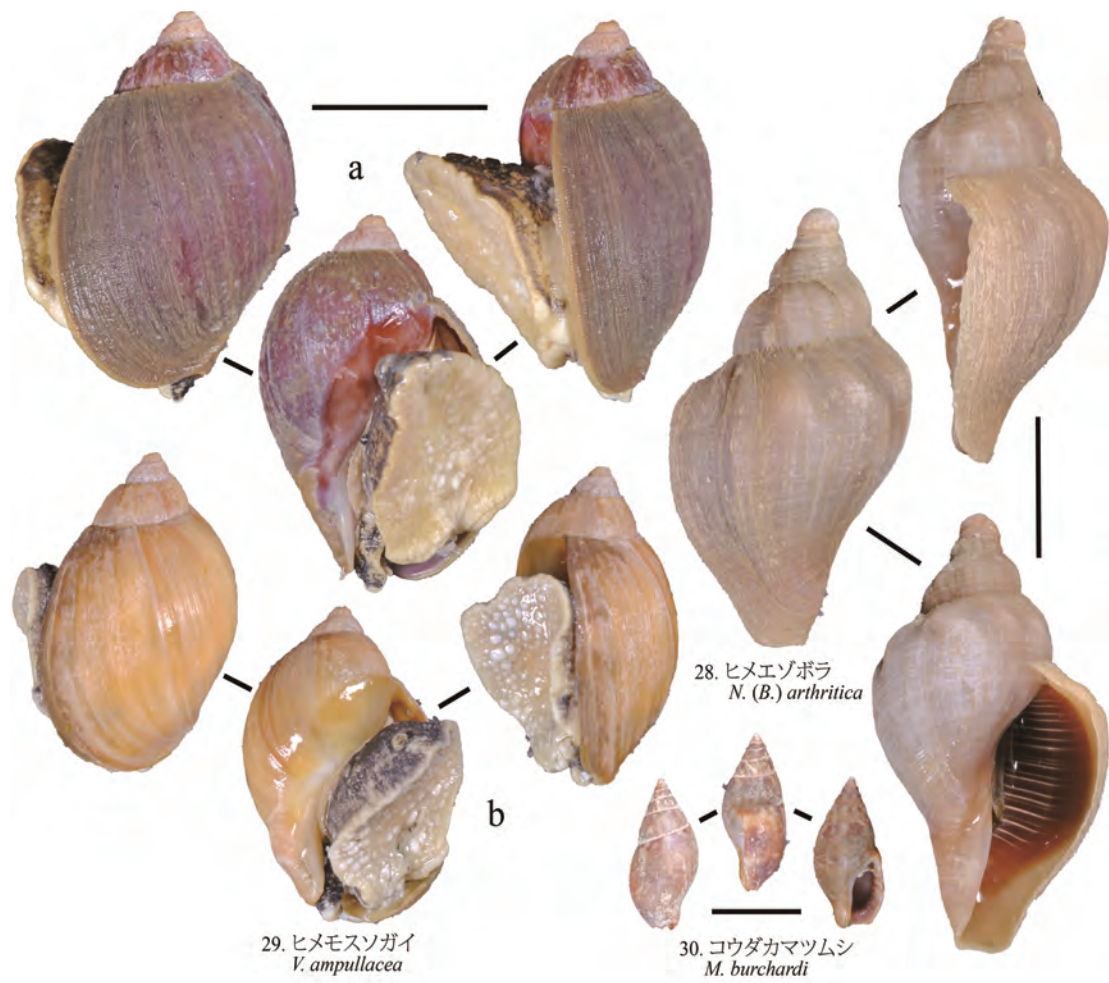 a
28. ヒメエゾボラ
N. (B.) arthritica
b
29. ヒメモスソガイ
V. ampullacea
30. コウダカマツムシ
M. burchardi